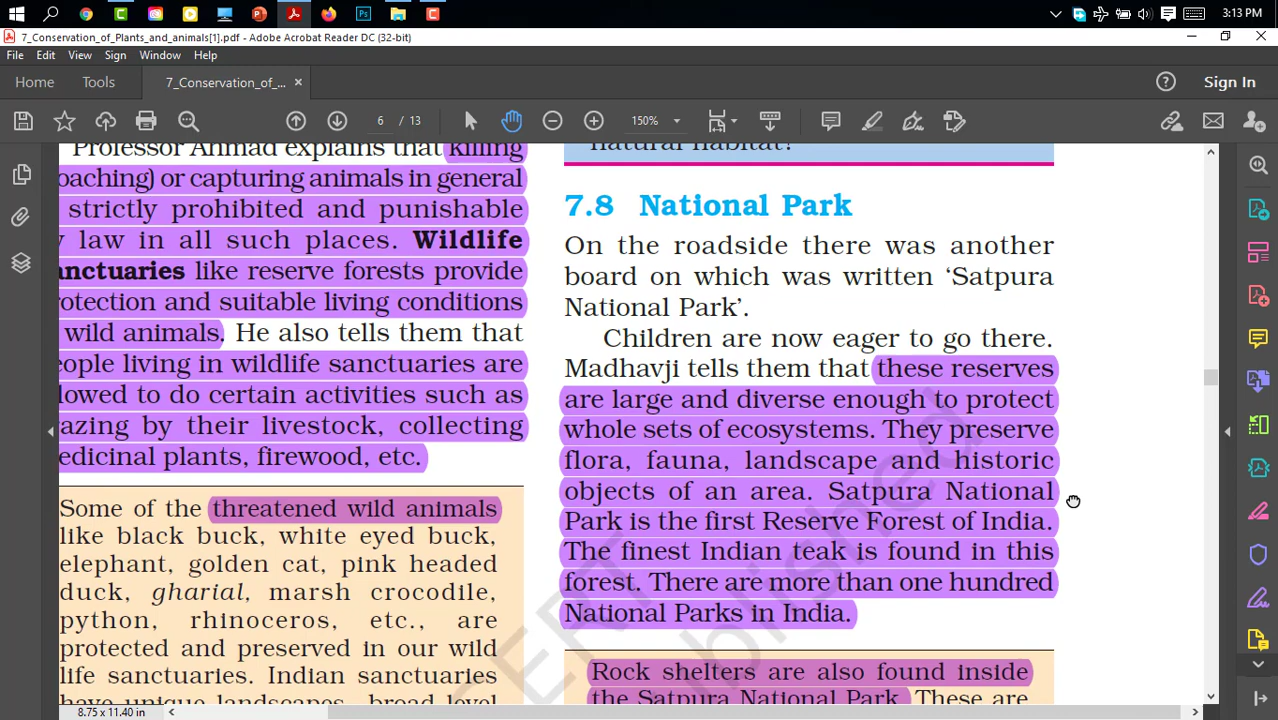 3:13 PM
7_Conservation_of_Plants_and_animals[1].pdf - Adobe Acrobat Reader DC (32-bit)
File Edit View Sign Window Help
Home Tools 7_Conservation_of_... × Sign In
6 / 13 150%
Professor Ahmad explains that killing
oaching) or capturing animals in general
strictly prohibited and punishable
y law in all such places. Wildlife
anctuaries like reserve forests provide
rotection and suitable living conditions
wild animals. He also tells them that
eople living in wildlife sanctuaries are
lowed to do certain activities such as
razing by their livestock, collecting
edicinal plants, firewood, etc.
Some of the threatened wild animals
like black buck, white eyed buck,
elephant, golden cat, pink headed
duck, gharial, marsh crocodile,
python, rhinoceros, etc., are
protected and preserved in our wild
life sanctuaries. Indian sanctuaries
have unique landscapes, broad level
natural habitat?
7.8 National Park
On the roadside there was another
board on which was written ‘Satpura
National Park’.
Children are now eager to go there.
Madhavji tells them that these reserves
are large and diverse enough to protect
whole sets of ecosystems. They preserve
flora, fauna, landscape and historic
objects of an area. Satpura National
Park is the first Reserve Forest of India.
The finest Indian teak is found in this
forest. There are more than one hundred
National Parks in India.
Rock shelters are also found inside
the Satpura National Park. These are
CERT
blished
8.75 x 11.40 in